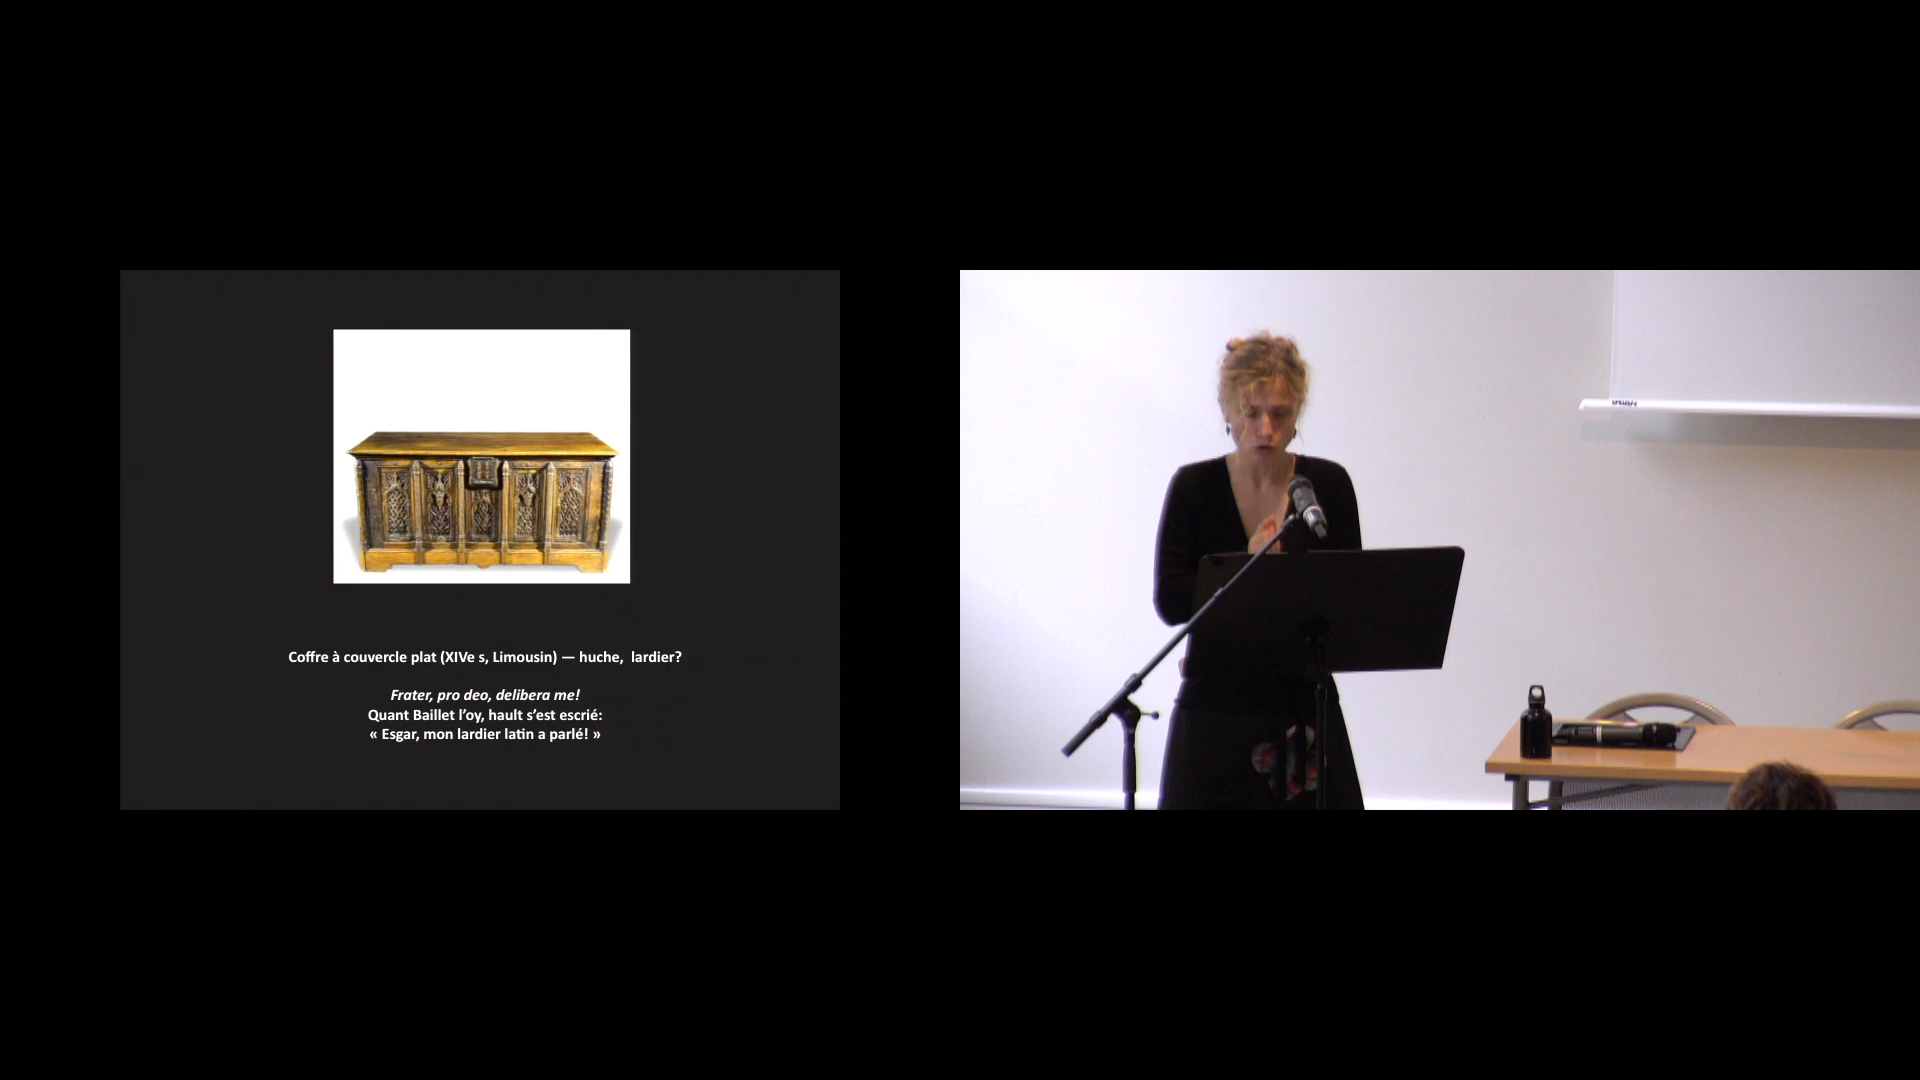 Coffre à couvercle plat (XIVe s, Limousin) — huche, lardier?
Frater, pro deo, delibera me!
Quant Baillet l’oy, hault s’est escrié:
« Esgar, mon lardier latin a parlé! »